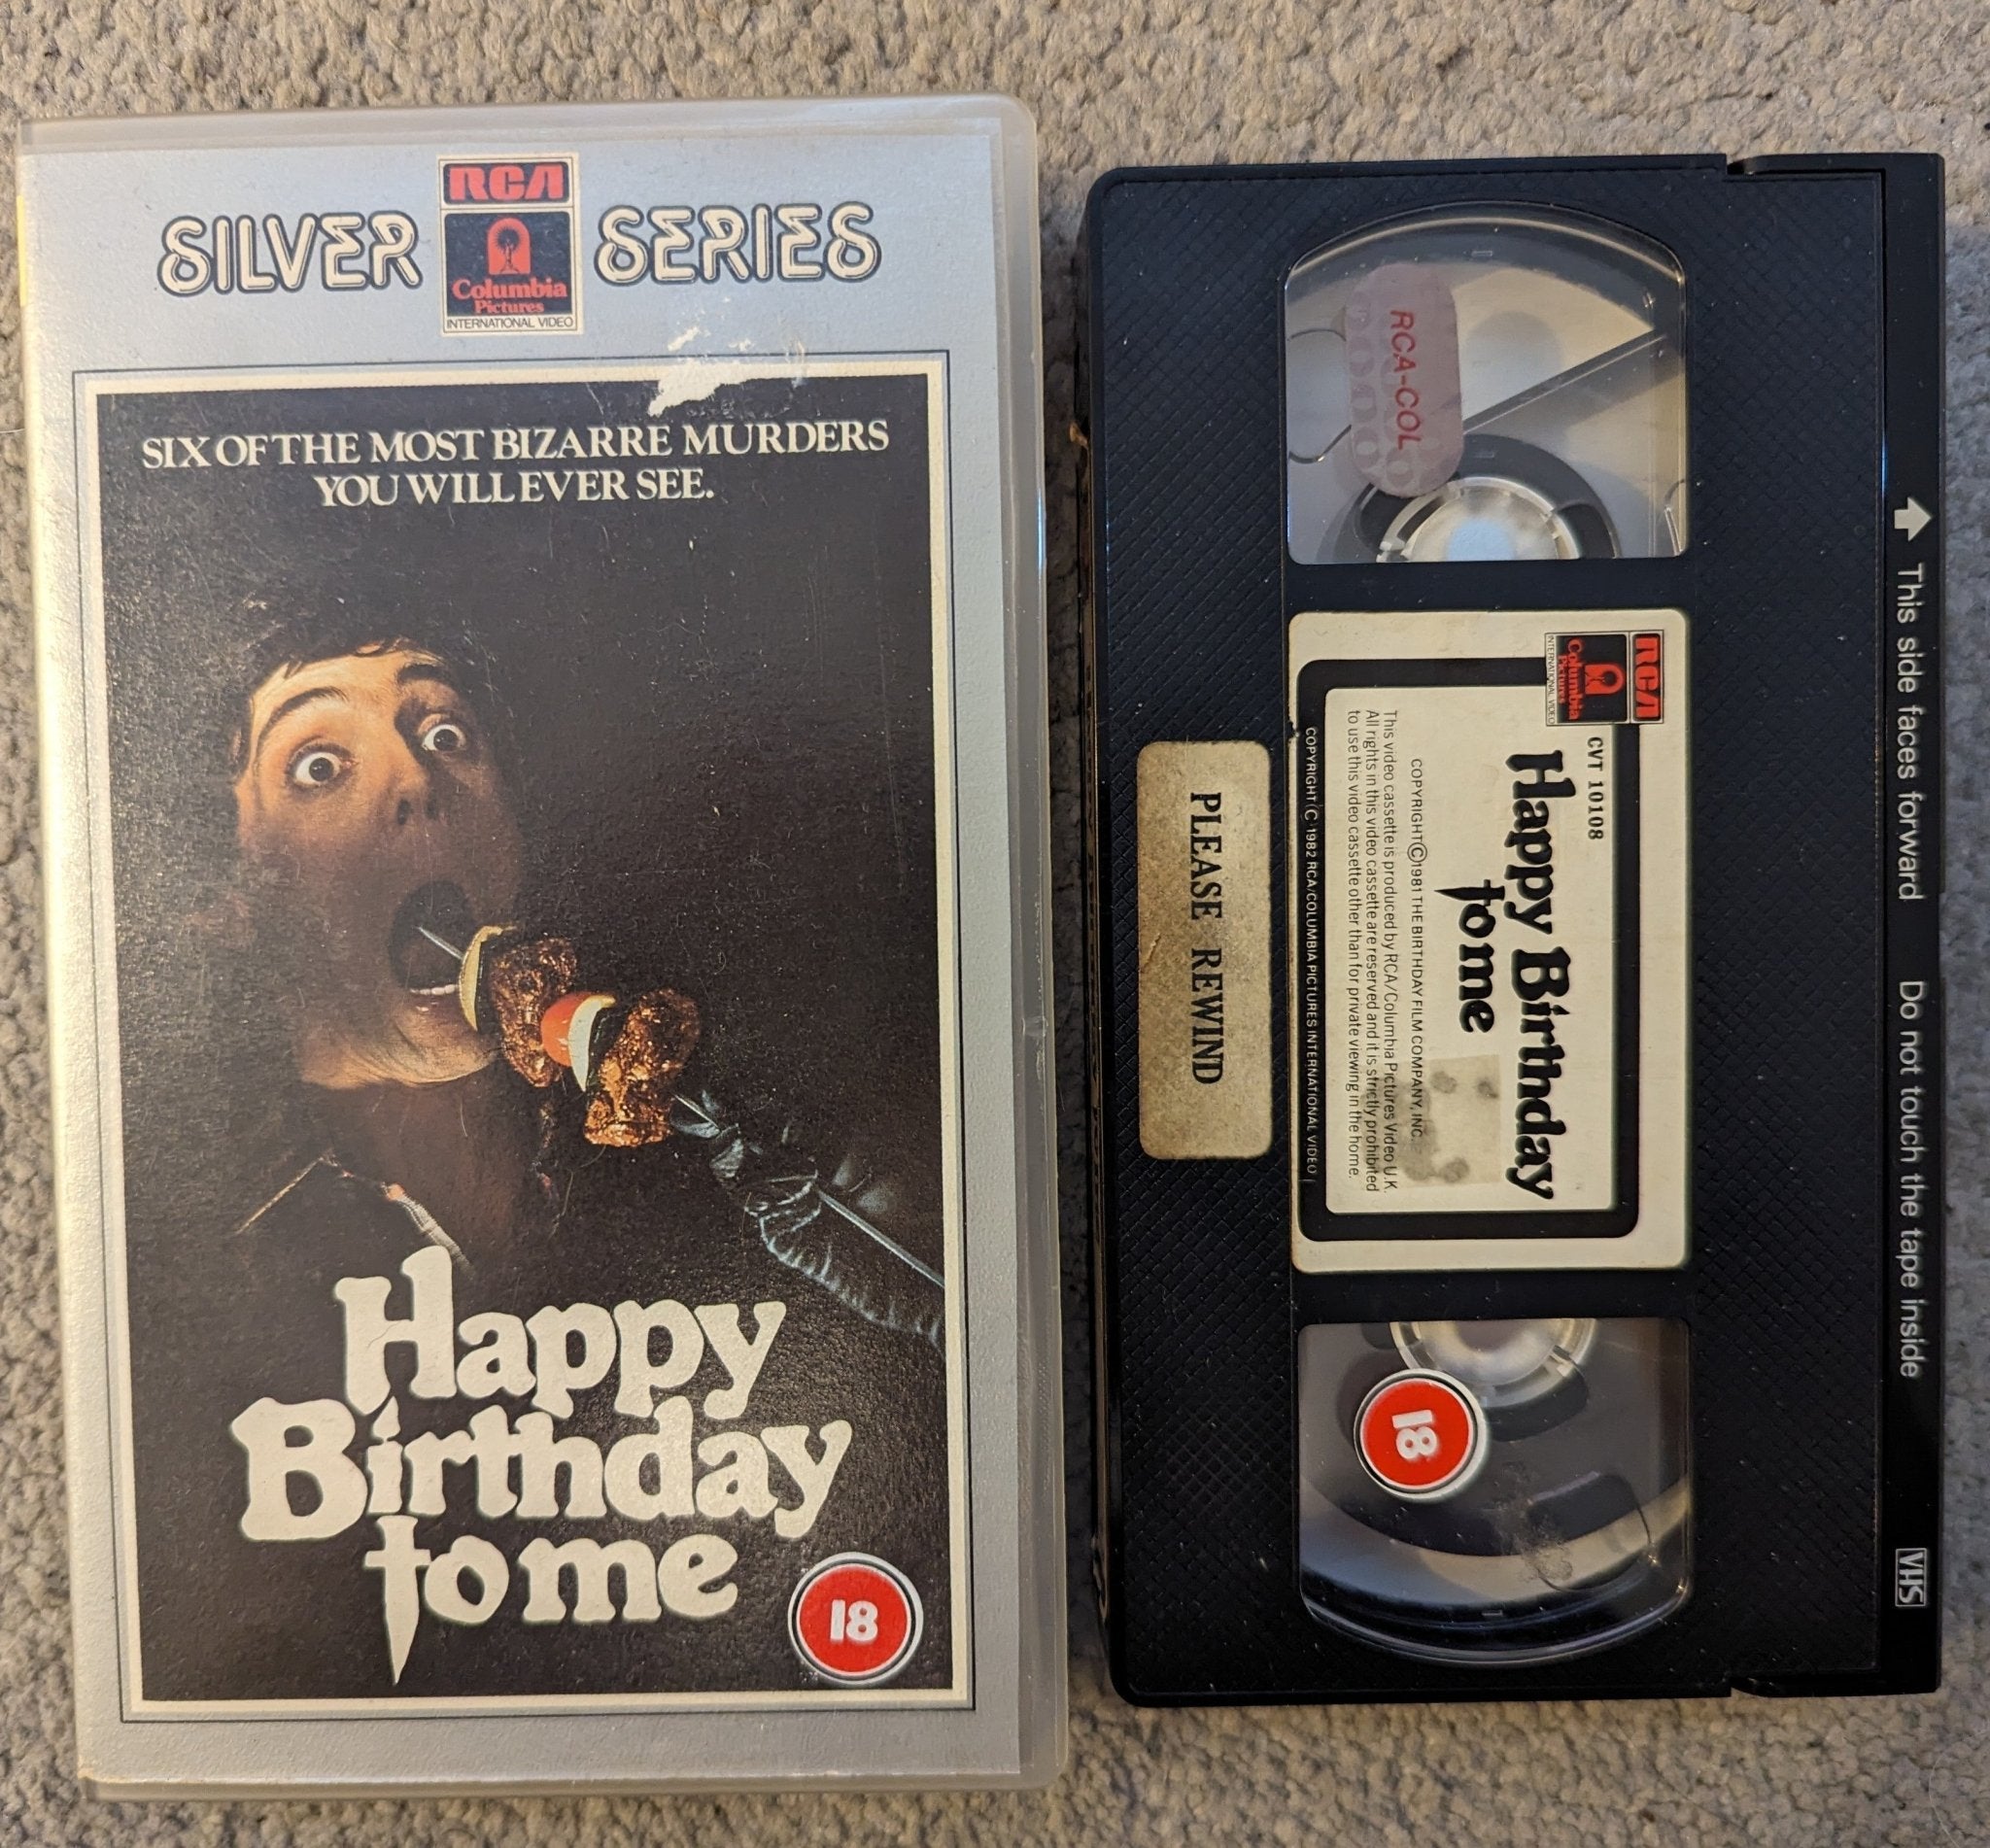 SILVER SERIES
RCA
Columbia
Pictures
INTERNATIONAL VIDEO
SIX OF THE MOST BIZARRE MURDERS
YOU WILL EVER SEE.
Happy
Birthday
to me
18
RCA-COL
RCA
Columbia
Pictures
INTERNATIONAL VIDEO
CVT 10108
Happy Birthday
to me
COPYRIGHT Ⓒ 1981 THE BIRTHDAY FILM COMPANY, INC.
This video cassette is produced by RCA/Columbia Pictures Video U.K.
All rights in this video cassette are reserved and it is strictly prohibited
to use this video cassette other than for private viewing in the home.
COPYRIGHT Ⓒ 1982 RCA/COLUMBIA PICTURES INTERNATIONAL VIDEO
PLEASE REWIND
18
This side faces forward Do not touch the tape inside
VHS